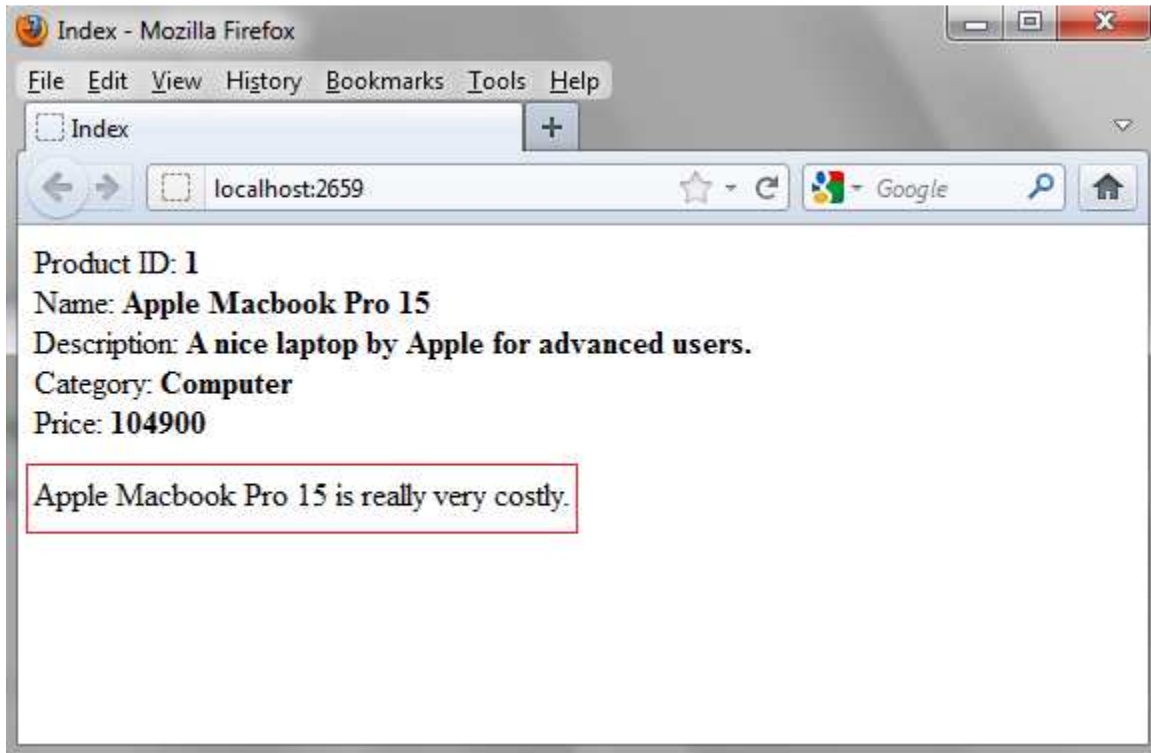 Index - Mozilla Firefox
File Edit View History Bookmarks Tools Help
Index
localhost:2659 Google
Product ID: 1
Name: Apple Macbook Pro 15
Description: A nice laptop by Apple for advanced users.
Category: Computer
Price: 104900
Apple Macbook Pro 15 is really very costly.